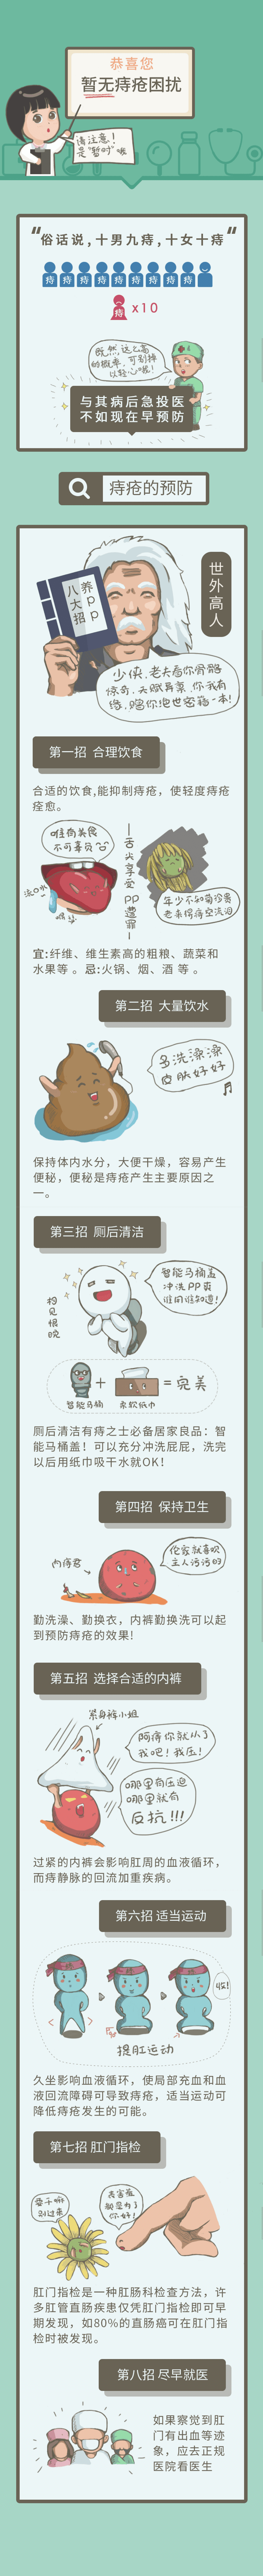 恭喜您
暂无痔疮困扰
请注意！
是“暂时”哦
“俗话说,十男九痔,十女十痔”
痔 痔 痔 痔 痔 痔 痔 痔 痔
痔 x10
既然这么高
的概率,可别掉
以轻心哦!
与其病后急投医
不如现在早预防
痔疮的预防
世外高人
养PP
八大招
少侠,老夫看你骨骼
惊奇,天赋异禀,你我有
缘,赐你绝世密籍一本!
第一招 合理饮食
合适的饮食,能抑制痔疮，使轻度痔疮
痊愈。
唯有美食
不可辜负
流口水
舌尖享受
PP遭罪
年少不知菊珍贵
老来得痔空流泪
宜:纤维、维生素高的粗粮、蔬菜和
水果等 。忌:火锅、烟、酒 等 。
第二招 大量饮水
多洗澡澡
皮肤好好
保持体内水分，大便干燥，容易产生
便秘，便秘是痔疮产生主要原因之
一。
第三招 厕后清洁
智能马桶盖
冲洗PP爽
谁用谁知道!
相见恨晚
+ =完美
智能马桶 柔软纸巾
厕后清洁有痔之士必备居家良品：智
能马桶盖！可以充分冲洗屁屁，洗完
以后用纸巾吸干水就OK！
第四招 保持卫生
伦家就喜欢
主人污污的
内痔君
勤洗澡、勤换衣，内裤勤换洗可以起
到预防痔疮的效果!
第五招 选择合适的内裤
紧身裤小姐
阿痔你就从了
我吧！我压！
哪里有压迫
哪里就有
反抗!!!
过紧的内裤会影响肛周的血液循环，
而痔静脉的回流加重疾病。
第六招 适当运动
收!
提肛运动
久坐影响血液循环，使局部充血和血
液回流障碍可导致痔疮，适当运动可
降低痔疮发生的可能。
第七招 肛门指检
别过来
你好!
肛门指检是一种肛肠科检查方法，许
多肛管直肠疾患仅凭肛门指检即可早
期发现，如80%的直肠癌可在肛门指
检时被发现。
第八招 尽早就医
如果察觉到肛
门有出血等迹
象，应去正规
医院看医生